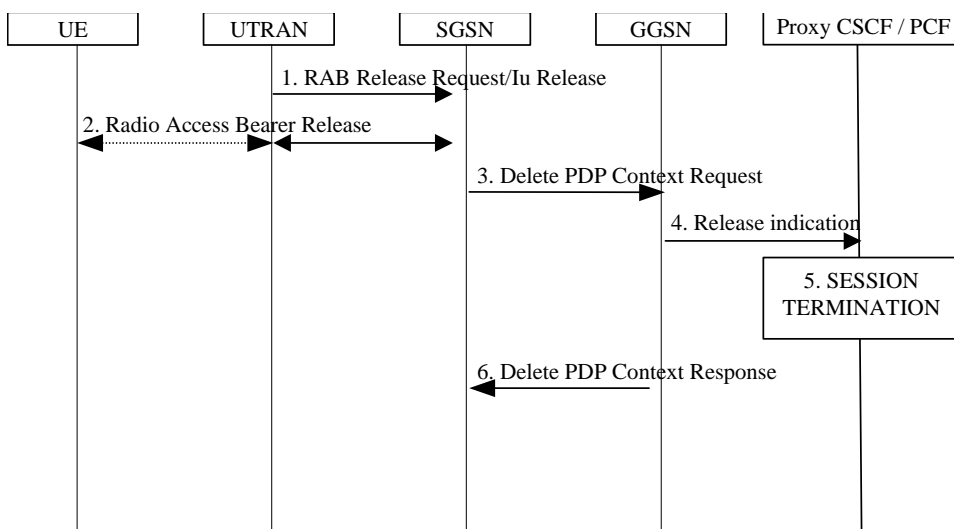 UE
UTRAN
SGSN
GGSN
Proxy CSCF / PCF
1. RAB Release Request/Iu Release
2. Radio Access Bearer Release
3. Delete PDP Context Request
4. Release indication
5. SESSION
TERMINATION
6. Delete PDP Context Response